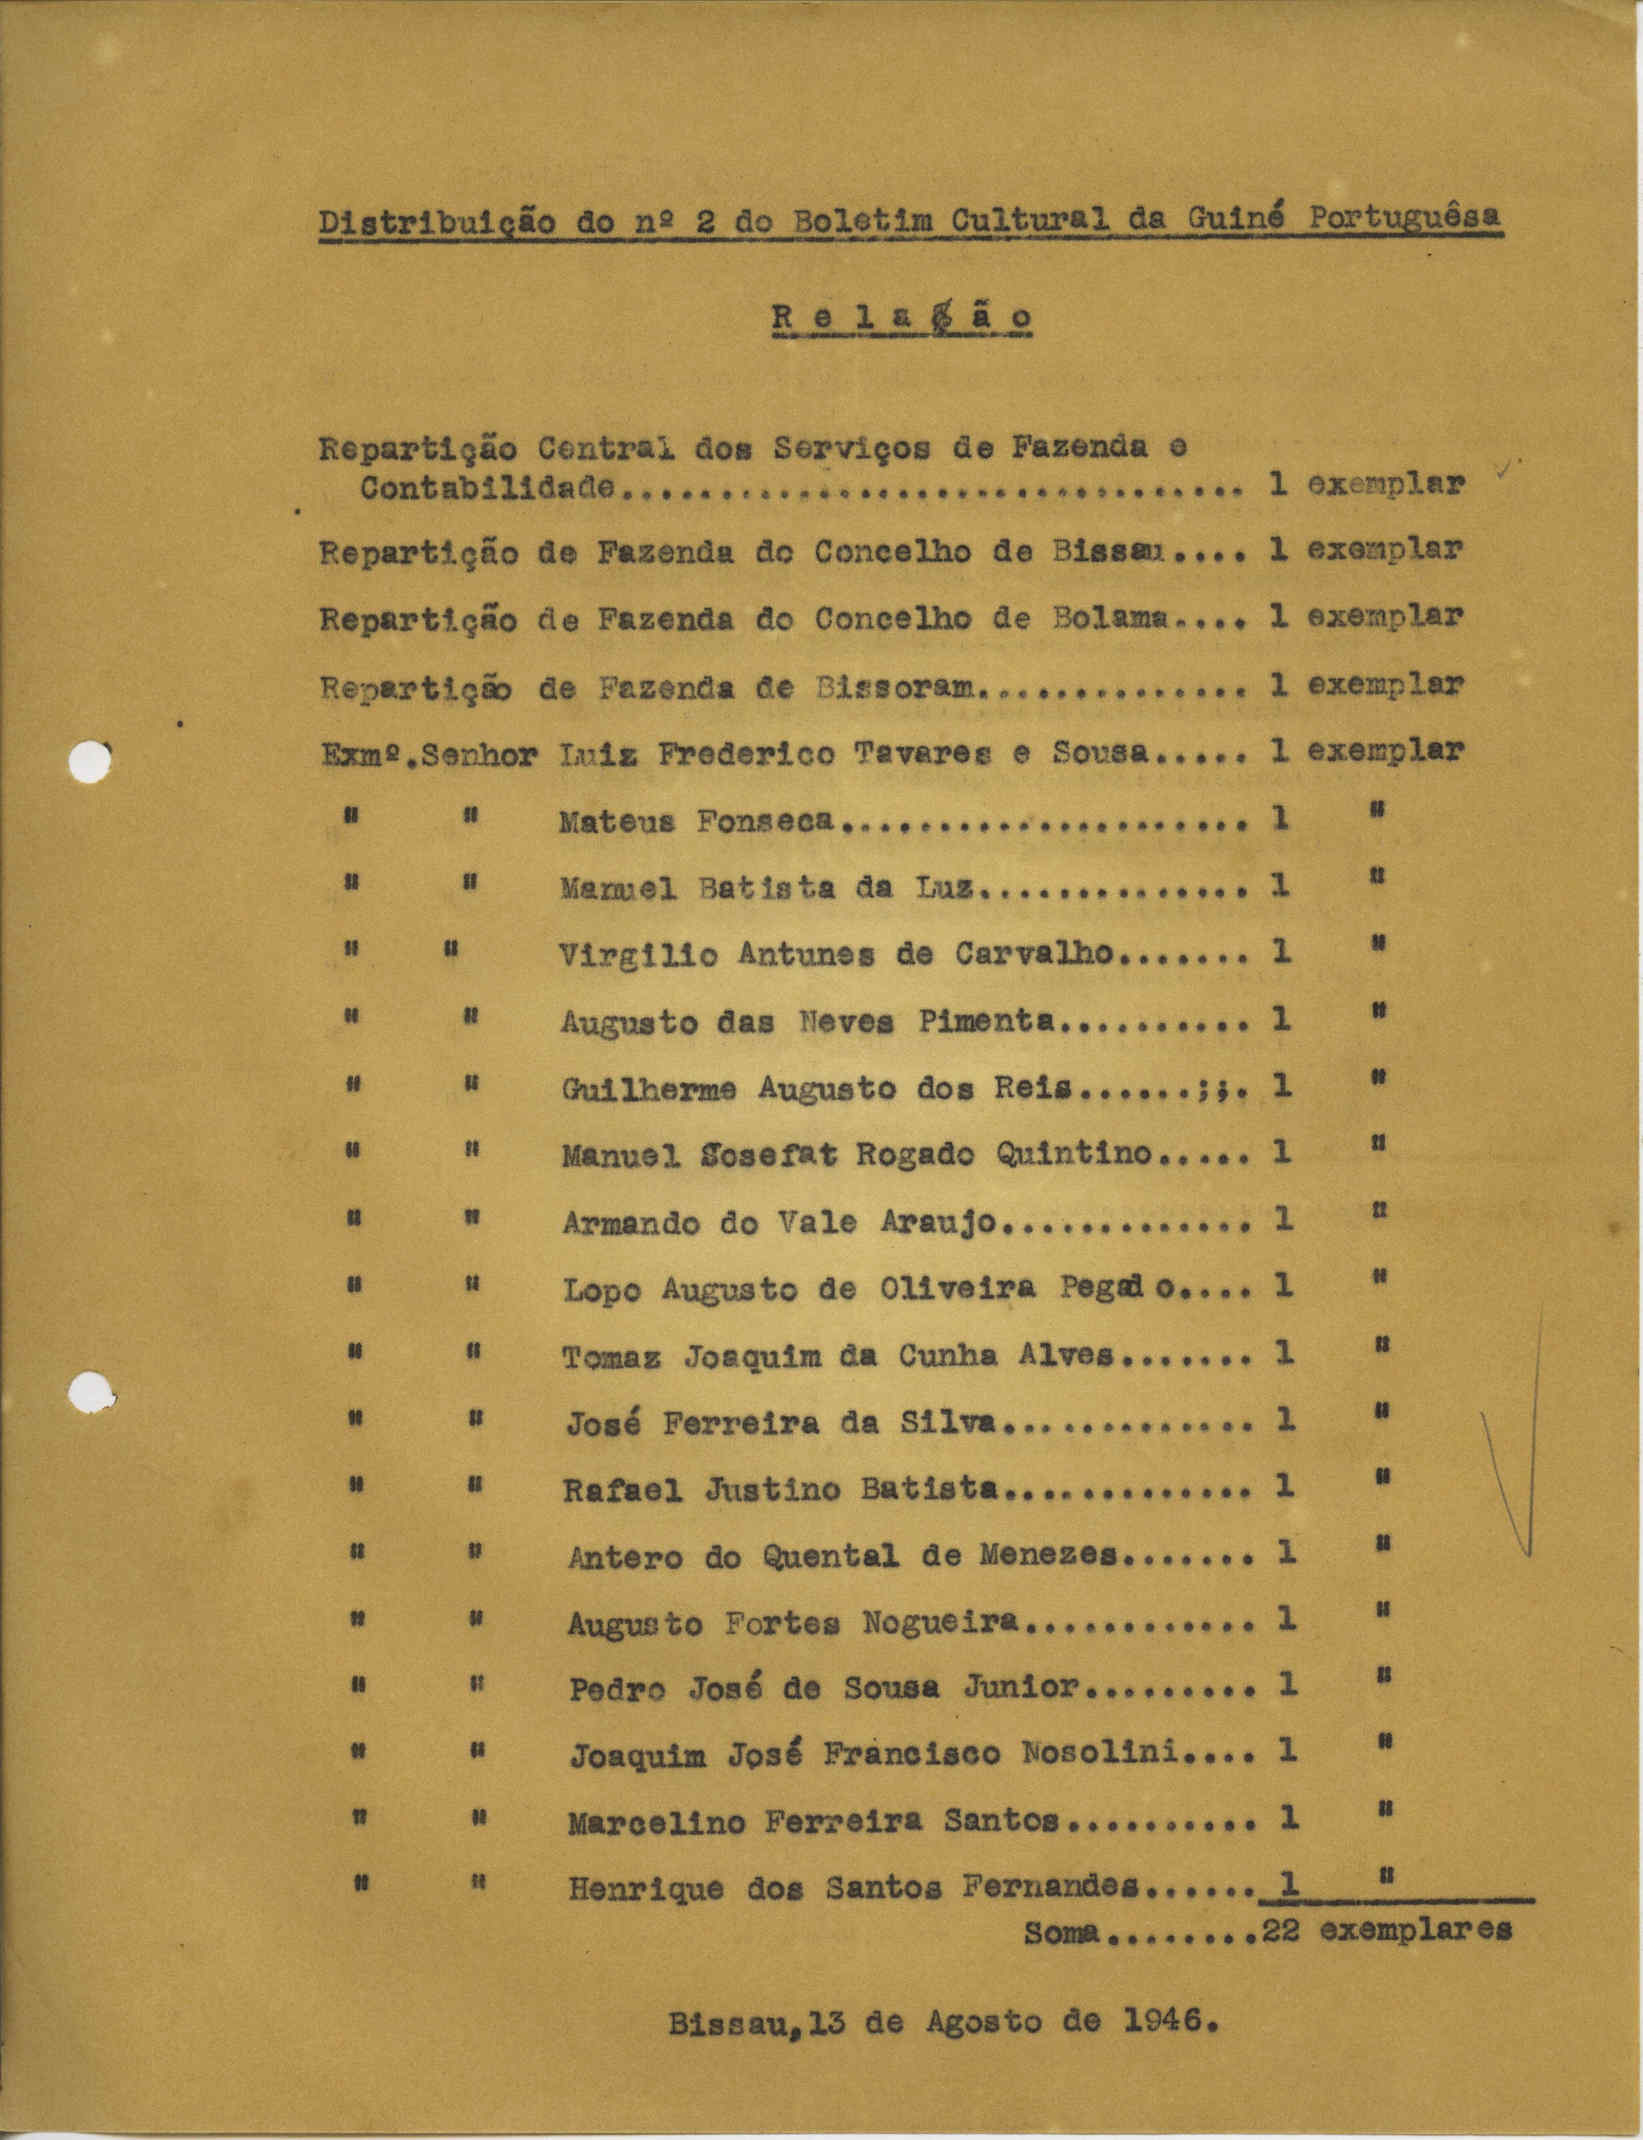 Distribuição do nº 2 do Boletim Cultural da Guiné Portuguêsa
R e l a ç ã o
Repartição Central dos Serviços de Fazenda e
Contabilidade................................ 1 exemplar
Repartição de Fazenda do Concelho de Bissau.... 1 exemplar
Repartição de Fazenda do Concelho de Bolama.... 1 exemplar
Repartição de Fazenda de Bissoram.............. 1 exemplar
Exmº.Senhor Luiz Frederico Tavares e Sousa..... 1 exemplar
" " Mateus Fonseca..................... 1 "
" " Manuel Batista da Luz.............. 1 "
" " Virgilio Antunes de Carvalho....... 1 "
" " Augusto das Neves Pimenta.......... 1 "
" " Guilherme Augusto dos Reis......;;. 1 "
" " Manuel Josefat Rogado Quintino..... 1 "
" " Armando do Vale Araujo............. 1 "
" " Lopo Augusto de Oliveira Pegado.... 1 "
" " Tomaz Joaquim da Cunha Alves....... 1 "
" " José Ferreira da Silva............. 1 "
" " Rafael Justino Batista............. 1 "
" " Antero do Quental de Menezes....... 1 "
" " Augusto Fortes Nogueira............ 1 "
" " Pedro José de Sousa Junior......... 1 "
" " Joaquim José Francisco Nosolini.... 1 "
" " Marcelino Ferreira Santos.......... 1 "
" " Henrique dos Santos Fernandes...... 1 "
Soma........22 exemplares
Bissau,13 de Agosto de 1946.